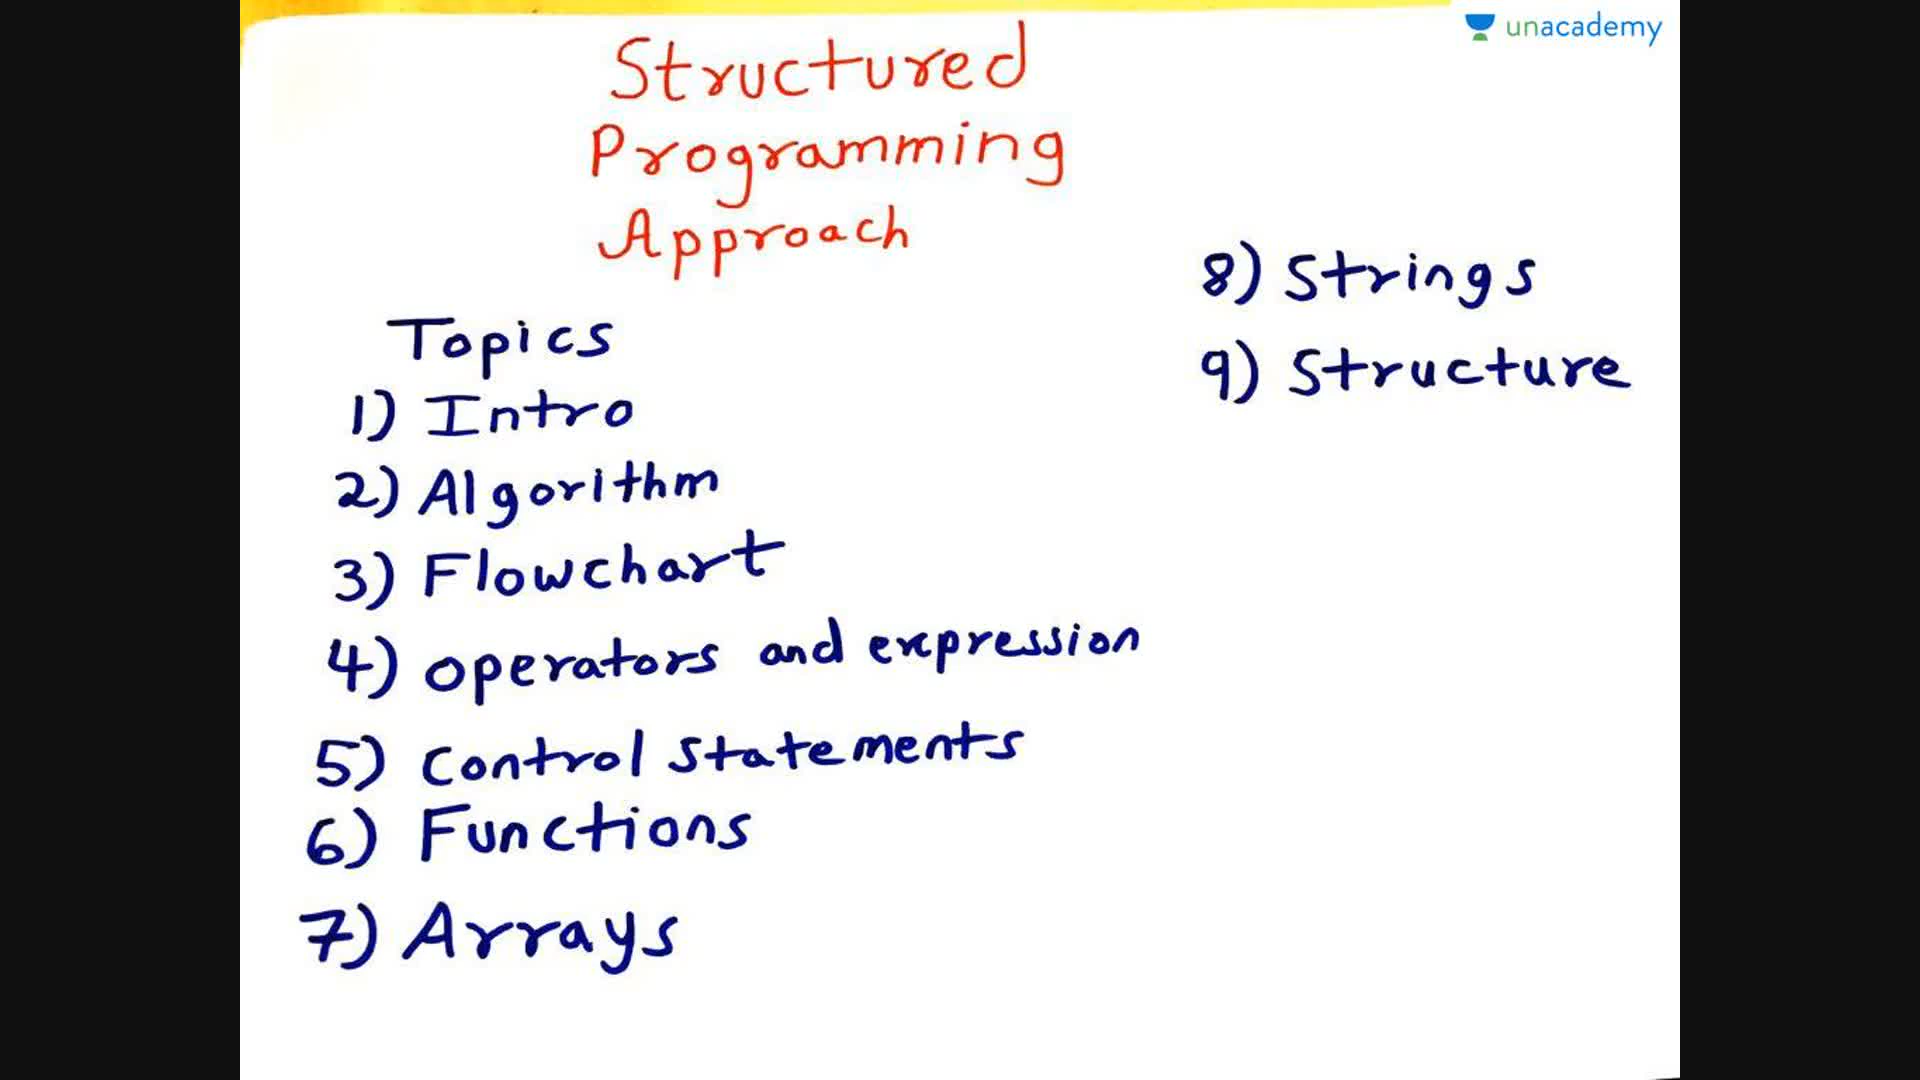 unacademy
Structured
Programming
Approach
Topics
1) Intro
2) Algorithm
3) Flowchart
4) operators and expression
5) Control Statements
6) Functions
7) Arrays
8) Strings
9) Structure